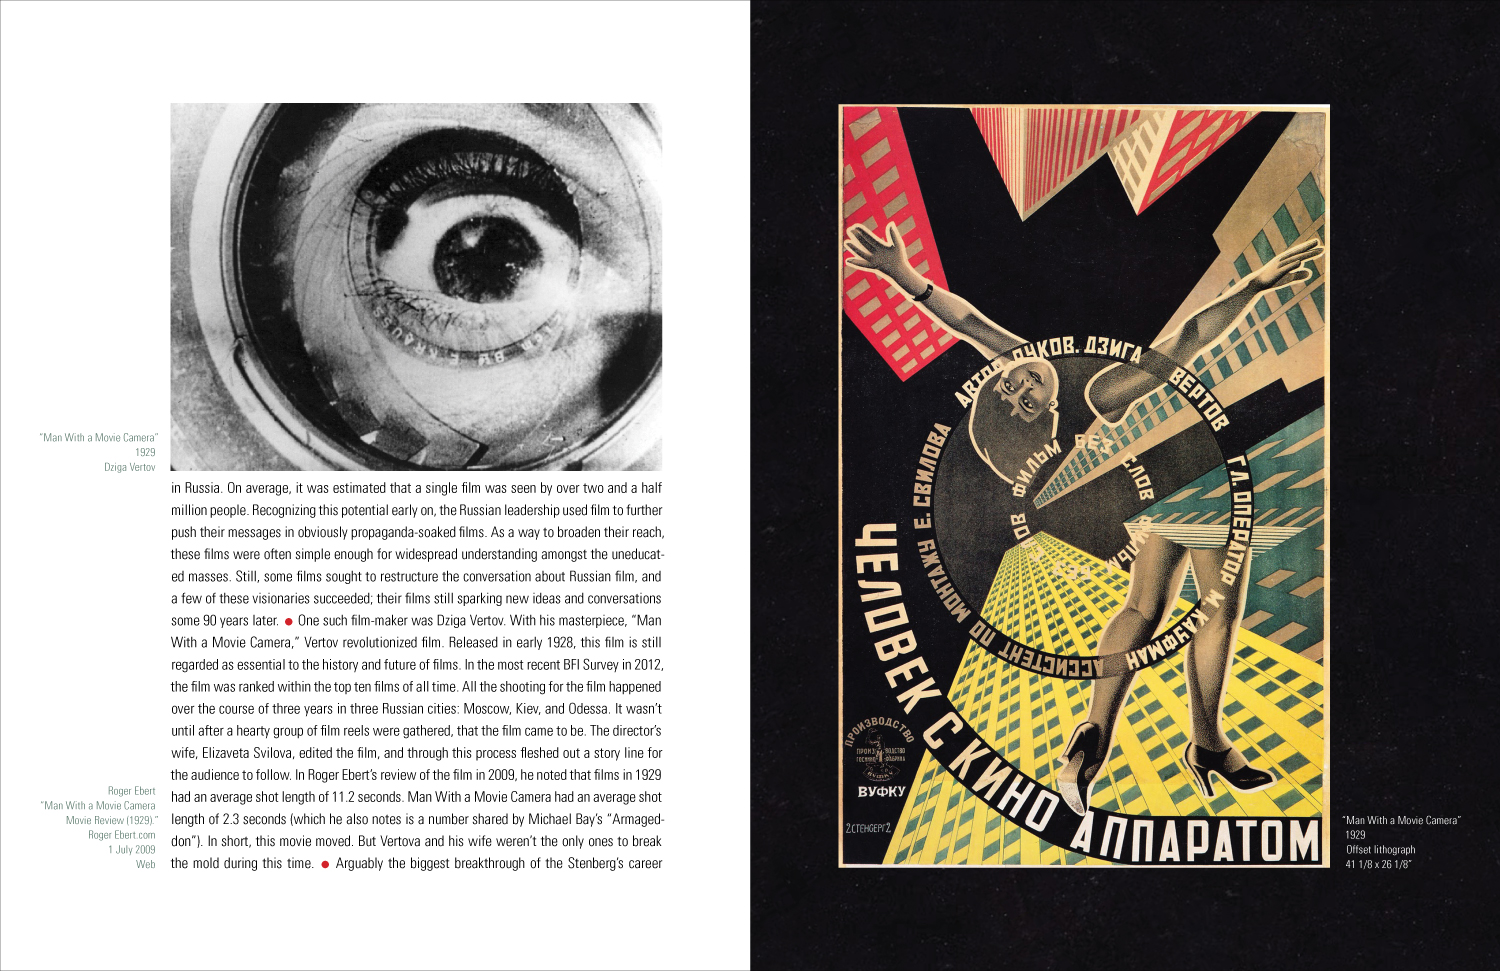 LEM BY E.KRAUSS
"Man With a Movie Camera"
1929
Dziga Vertov
in Russia. On average, it was estimated that a single film was seen by over two and a half
million people. Recognizing this potential early on, the Russian leadership used film to further
push their messages in obviously propaganda-soaked films. As a way to broaden their reach,
these films were often simple enough for widespread understanding amongst the uneducat-
ed masses. Still, some films sought to restructure the conversation about Russian film, and
a few of these visionaries succeeded; their films still sparking new ideas and conversations
some 90 years later. ● One such film-maker was Dziga Vertov. With his masterpiece, “Man
With a Movie Camera,” Vertov revolutionized film. Released in early 1928, this film is still
regarded as essential to the history and future of films. In the most recent BFI Survey in 2012,
the film was ranked within the top ten films of all time. All the shooting for the film happened
over the course of three years in three Russian cities: Moscow, Kiev, and Odessa. It wasn’t
until after a hearty group of film reels were gathered, that the film came to be. The director’s
wife, Elizaveta Svilova, edited the film, and through this process fleshed out a story line for
the audience to follow. In Roger Ebert’s review of the film in 2009, he noted that films in 1929
had an average shot length of 11.2 seconds. Man With a Movie Camera had an average shot
length of 2.3 seconds (which he also notes is a number shared by Michael Bay’s “Armaged-
don”). In short, this movie moved. But Vertova and his wife weren’t the only ones to break
the mold during this time. ● Arguably the biggest breakthrough of the Stenberg’s career
Roger Ebert
"Man With a Movie Camera
Movie Review (1929)."
Roger Ebert.com
1 July 2009
Web
АВТОР РУКОВ. ДЗИГА ВЕРТОВ
ГЛ. ОПЕРАТОР М. КАУФМАН
АССИСТЕНТ ПО МОНТАЖУ Е. СВИЛОВА
ФИЛЬМ БЕЗ СЛОВ
ФИЛЬМ БЕЗ СЛОВ
ЧЕЛОВЕК С КИНО АППАРАТОМ
ПРОИЗВОДСТВО
ВУФКУ
2 СТЕНБЕРГ 2
"Man With a Movie Camera"
1929
Offset lithograph
41 1/8 x 26 1/8"